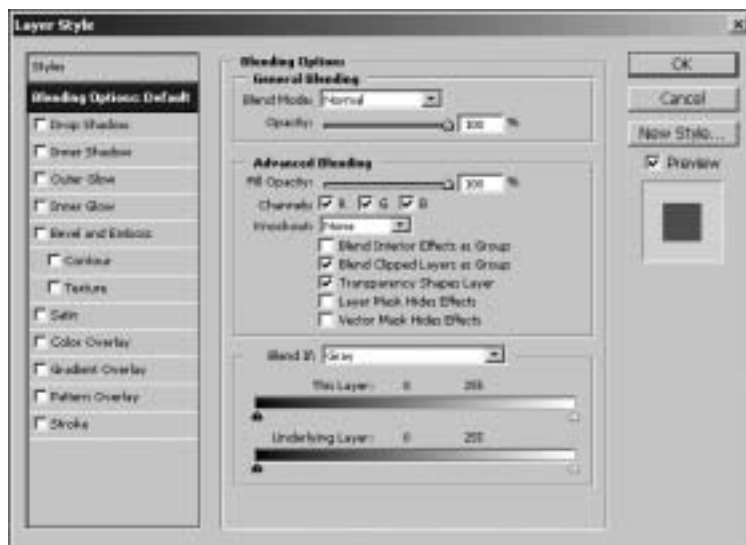 Layer Style
Styles
Blending Options: Default
Drop Shadow
Inner Shadow
Outer Glow
Inner Glow
Bevel and Emboss
Contour
Texture
Satin
Color Overlay
Gradient Overlay
Pattern Overlay
Stroke
Blending Options
General Blending
Blend Mode: Normal
Opacity: 100 %
Advanced Blending
Fill Opacity: 100 %
Channels: R G B
Knockout: None
Blend Interior Effects as Group
Blend Clipped Layers as Group
Transparency Shapes Layer
Layer Mask Hides Effects
Vector Mask Hides Effects
Blend If: Gray
This Layer: 0 255
Underlying Layer: 0 255
OK
Cancel
New Style...
Preview